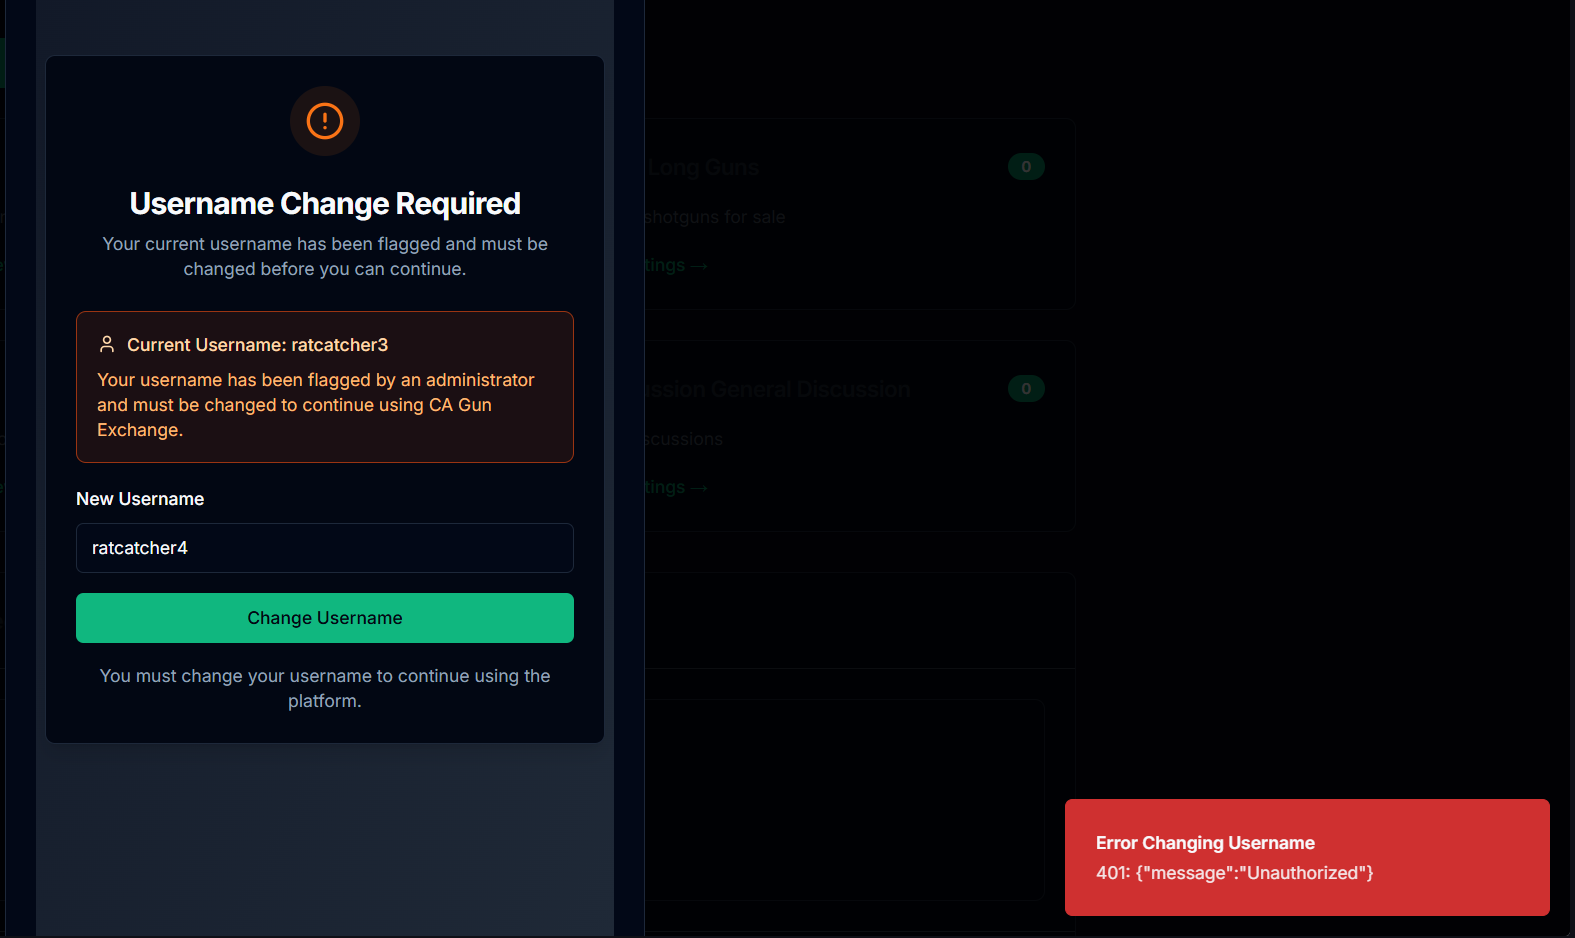 Username Change Required
Your current username has been flagged and must be
changed before you can continue.
Current Username: ratcatcher3
Your username has been flagged by an administrator
and must be changed to continue using CA Gun
Exchange.
New Username
ratcatcher4
Change Username
You must change your username to continue using the
platform.
Long Guns
0
shotguns for sale
tings →
ssion General Discussion
0
scussions
tings →
Error Changing Username
401: {"message":"Unauthorized"}